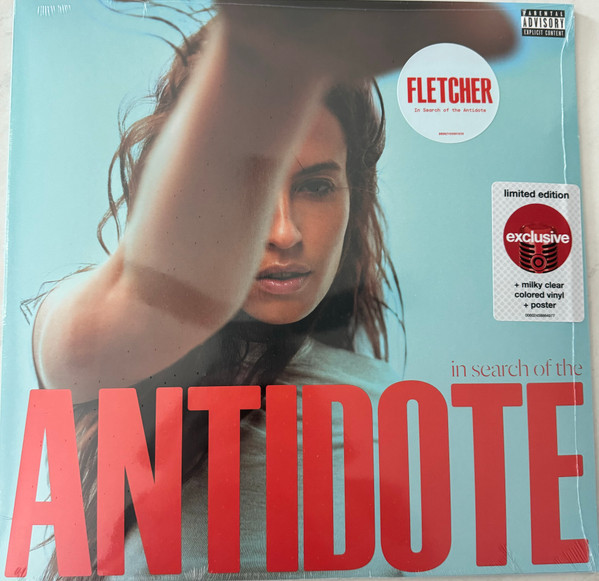 PARENTAL
ADVISORY
EXPLICIT CONTENT
FLETCHER
In Search of the Antidote
limited edition
exclusive
+ milky clear
colored vinyl
+ poster
in search of the
ANTIDOTE